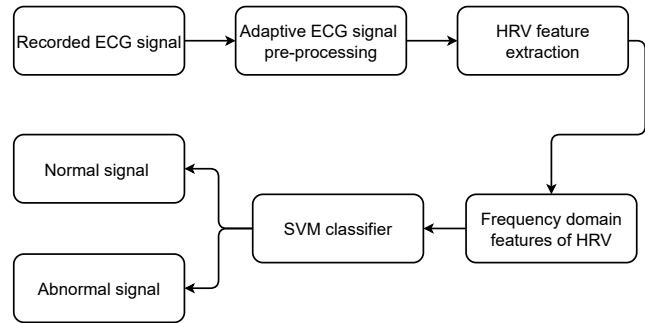 Recorded ECG signal
Adaptive ECG signal
pre-processing
HRV feature
extraction
Normal signal
SVM classifier
Frequency domain
features of HRV
Abnormal signal